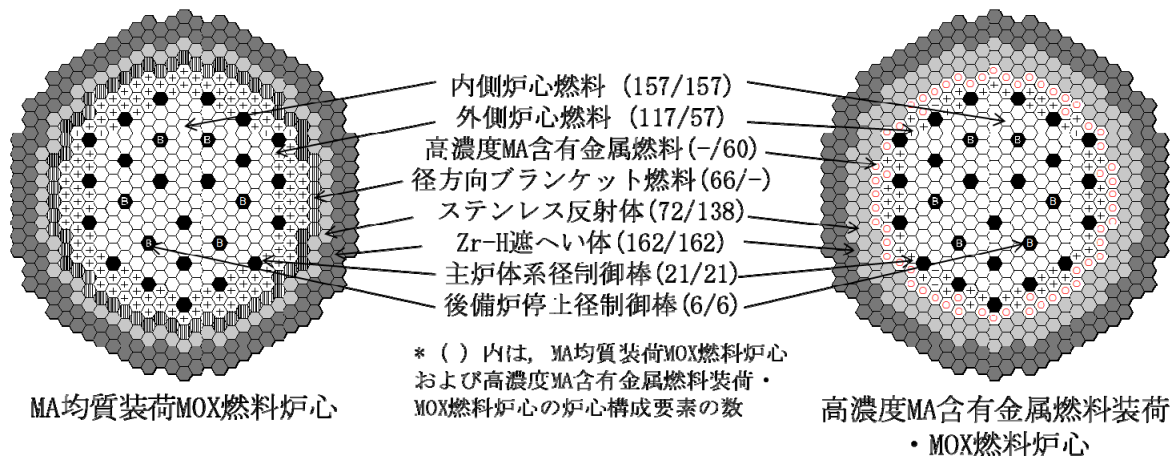 内側炉心燃料 (157/157)
外側炉心燃料 (117/57)
高濃度MA含有金属燃料(-/60)
径方向ブランケット燃料(66/-)
ステンレス反射体(72/138)
Zr-H遮へい体(162/162)
主炉体系径制御棒(21/21)
後備炉停上径制御棒(6/6)
* ( ) 内は, MA均質装荷MOX燃料炉心
および高濃度MA含有金属燃料装荷・
MOX燃料炉心の炉心構成要素の数
MA均質装荷MOX燃料炉心
高濃度MA含有金属燃料装荷
・MOX燃料炉心
B
B
B
B
B
B
B
B
B
B
B
B